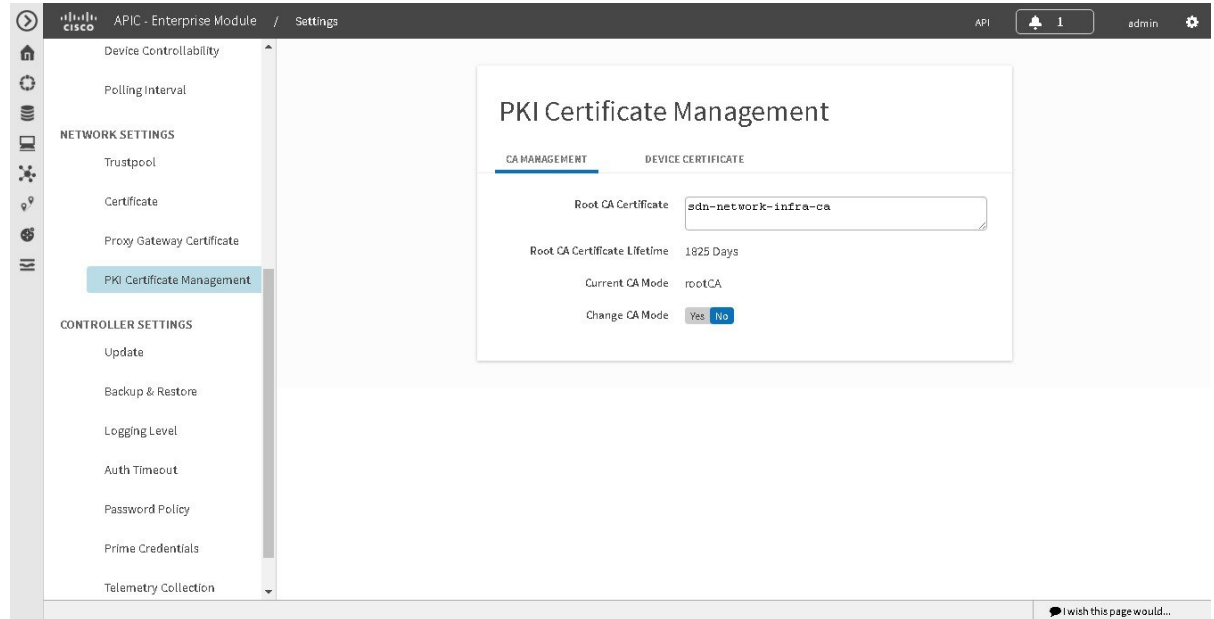 CISCO APIC - Enterprise Module / Settings API 1 admin
Device Controllability
Polling Interval
NETWORK SETTINGS
Trustpool
Certificate
Proxy Gateway Certificate
PKI Certificate Management
CONTROLLER SETTINGS
Update
Backup & Restore
Logging Level
Auth Timeout
Password Policy
Prime Credentials
Telemetry Collection
PKI Certificate Management
CA MANAGEMENT DEVICE CERTIFICATE
Root CA Certificate sdn-network-infra-ca
Root CA Certificate Lifetime 1825 Days
Current CA Mode rootCA
Change CA Mode Yes No
I wish this page would...